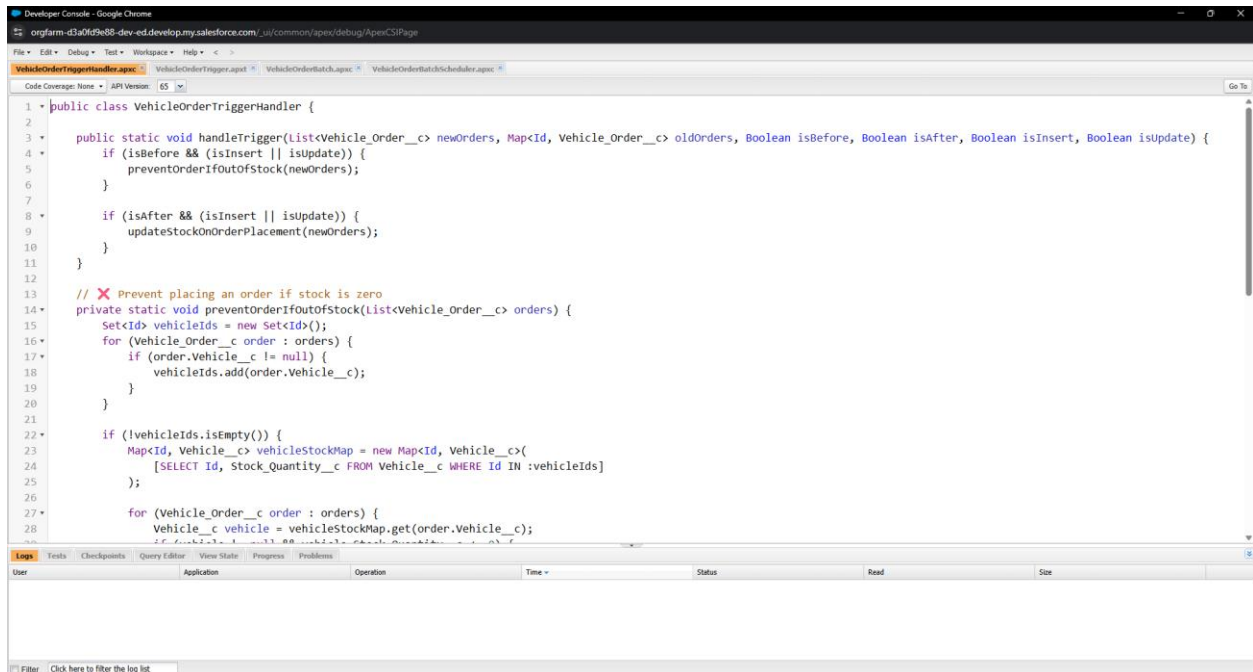 Developer Console - Google Chrome
orgfarm-d3a0fd9e88-dev-ed.develop.my.salesforce.com/_ui/common/apex/debug/ApexCSIPage
File Edit Debug Test Workspace Help < >
VehicleOrderTriggerHandler.apxc VehicleOrderTrigger.apxt VehicleOrderBatch.apxc VehicleOrderBatchScheduler.apxc
Code Coverage: None API Version: 65 Go To
1 public class VehicleOrderTriggerHandler {
2
3 public static void handleTrigger(List<Vehicle_Order__c> newOrders, Map<Id, Vehicle_Order__c> oldOrders, Boolean isBefore, Boolean isAfter, Boolean isInsert, Boolean isUpdate) {
4 if (isBefore && (isInsert || isUpdate)) {
5 preventOrderIfOutOfStock(newOrders);
6 }
7
8 if (isAfter && (isInsert || isUpdate)) {
9 updateStockOnOrderPlacement(newOrders);
10 }
11 }
12
13 // ❌ Prevent placing an order if stock is zero
14 private static void preventOrderIfOutOfStock(List<Vehicle_Order__c> orders) {
15 Set<Id> vehicleIds = new Set<Id>();
16 for (Vehicle_Order__c order : orders) {
17 if (order.Vehicle__c != null) {
18 vehicleIds.add(order.Vehicle__c);
19 }
20 }
21
22 if (!vehicleIds.isEmpty()) {
23 Map<Id, Vehicle__c> vehicleStockMap = new Map<Id, Vehicle__c>(
24 [SELECT Id, Stock_Quantity__c FROM Vehicle__c WHERE Id IN :vehicleIds]
25 );
26
27 for (Vehicle_Order__c order : orders) {
28 Vehicle__c vehicle = vehicleStockMap.get(order.Vehicle__c);
Logs Tests Checkpoints Query Editor View State Progress Problems
User Application Operation Time Status Read Size
Filter Click here to filter the log list